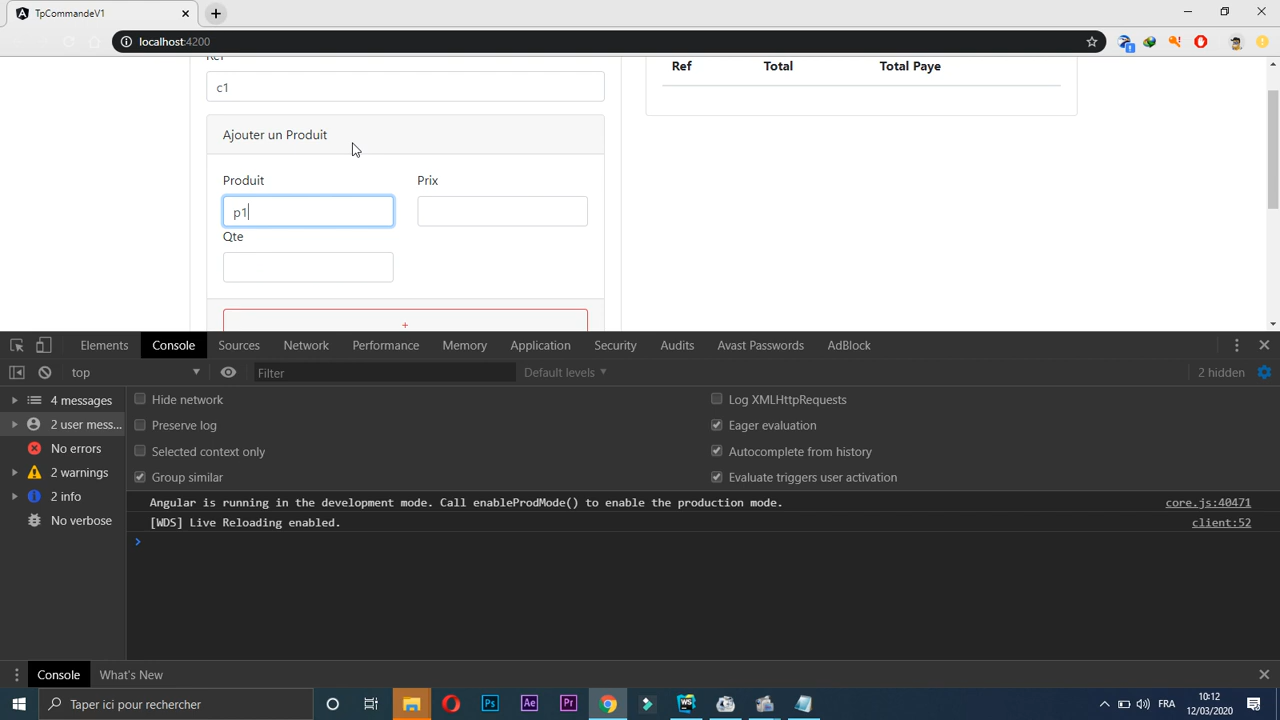 TpCommandeV1
localhost:4200
Ref
c1
Ajouter un Produit
Produit
Prix
p1
Qte
+
Ref Total Total Paye
Elements Console Sources Network Performance Memory Application Security Audits Avast Passwords AdBlock
top Filter Default levels ▼ 2 hidden
4 messages
2 user mess...
No errors
2 warnings
2 info
No verbose
Hide network
Log XMLHttpRequests
Preserve log
Eager evaluation
Selected context only
Autocomplete from history
Group similar
Evaluate triggers user activation
Angular is running in the development mode. Call enableProdMode() to enable the production mode. core.js:40471
[WDS] Live Reloading enabled. client:52
>
Console What's New
Taper ici pour rechercher
Ps
Ae
Pr
WS
FRA
10:12
12/03/2020